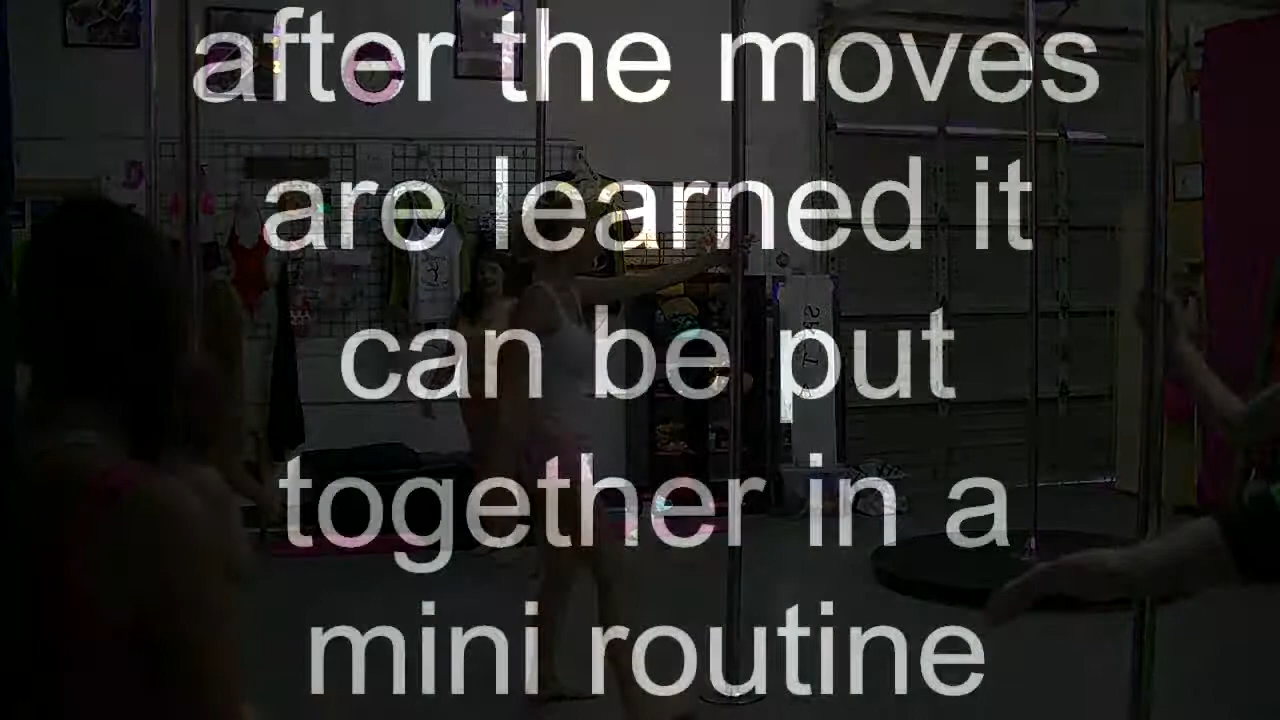 after the moves
are learned it
can be put
together in a
mini routine